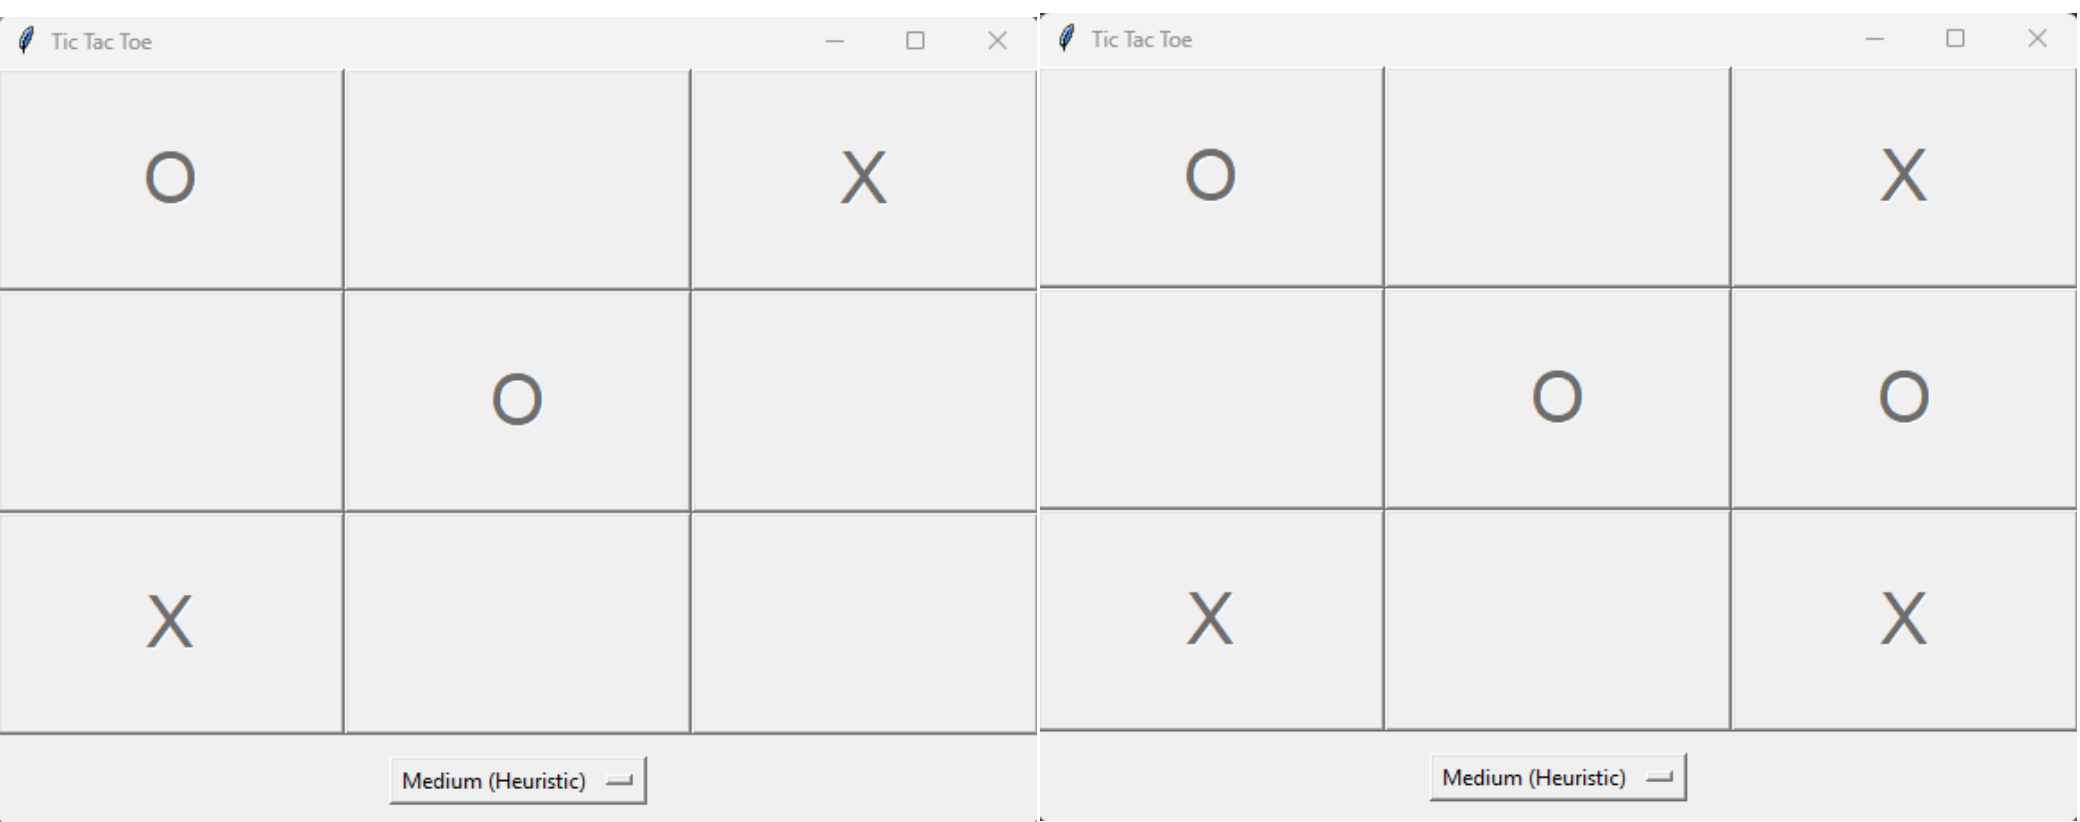 Tic Tac Toe
O X
O
X
Medium (Heuristic)
Tic Tac Toe
O X
O O
X X
Medium (Heuristic)